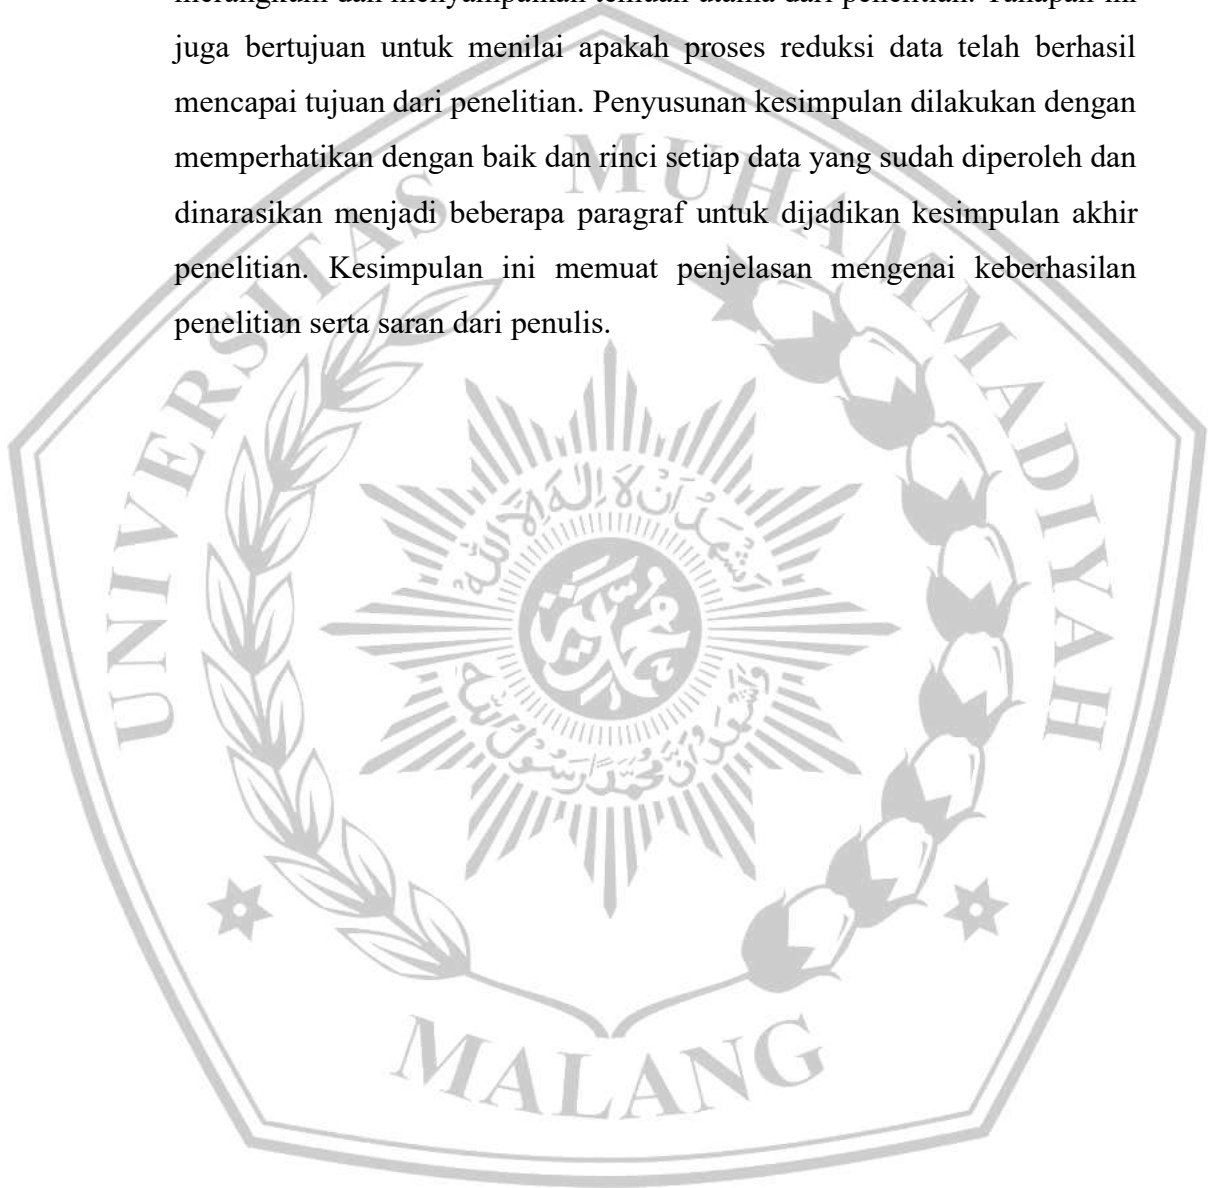 juga bertujuan untuk menilai apakah proses reduksi data telah berhasil
mencapai tujuan dari penelitian. Penyusunan kesimpulan dilakukan dengan
memperhatikan dengan baik dan rinci setiap data yang sudah diperoleh dan
dinarasikan menjadi beberapa paragraf untuk dijadikan kesimpulan akhir
penelitian. Kesimpulan ini memuat penjelasan mengenai keberhasilan
penelitian serta saran dari penulis.
UNIVERSITAS MUHAMMADIYAH
MALANG